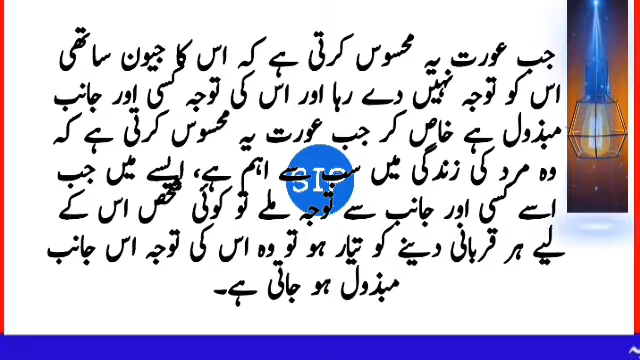 جب عورت یہ محسوس کرتی ہے کہ اس کا جیون ساتھی
اس کو توجہ نہیں دے رہا اور اس کی توجہ کسی اور جانب
مبذول ہے خاص کر جب عورت یہ محسوس کرتی ہے کہ
وہ مرد کی زندگی میں سب سے اہم ہے، ایسے میں جب
اسے کسی اور جانب سے توجہ ملے تو کوئی شخص اس کے
لیے ہر قربانی دینے کو تیار ہو تو وہ اس کی توجہ اس جانب
مبذول ہو جاتی ہے۔